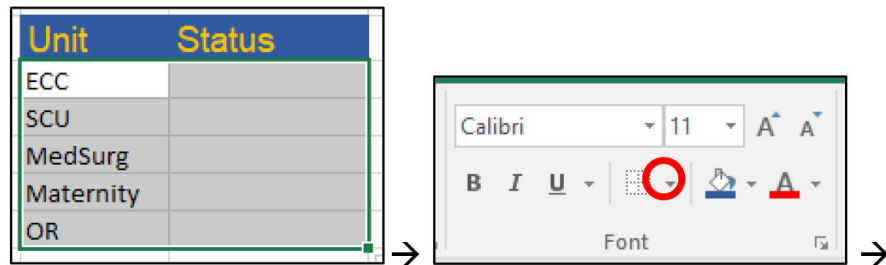 Unit Status
ECC
SCU
MedSurg
Maternity
OR
→
Calibri 11 A A
B I U A
Font
→